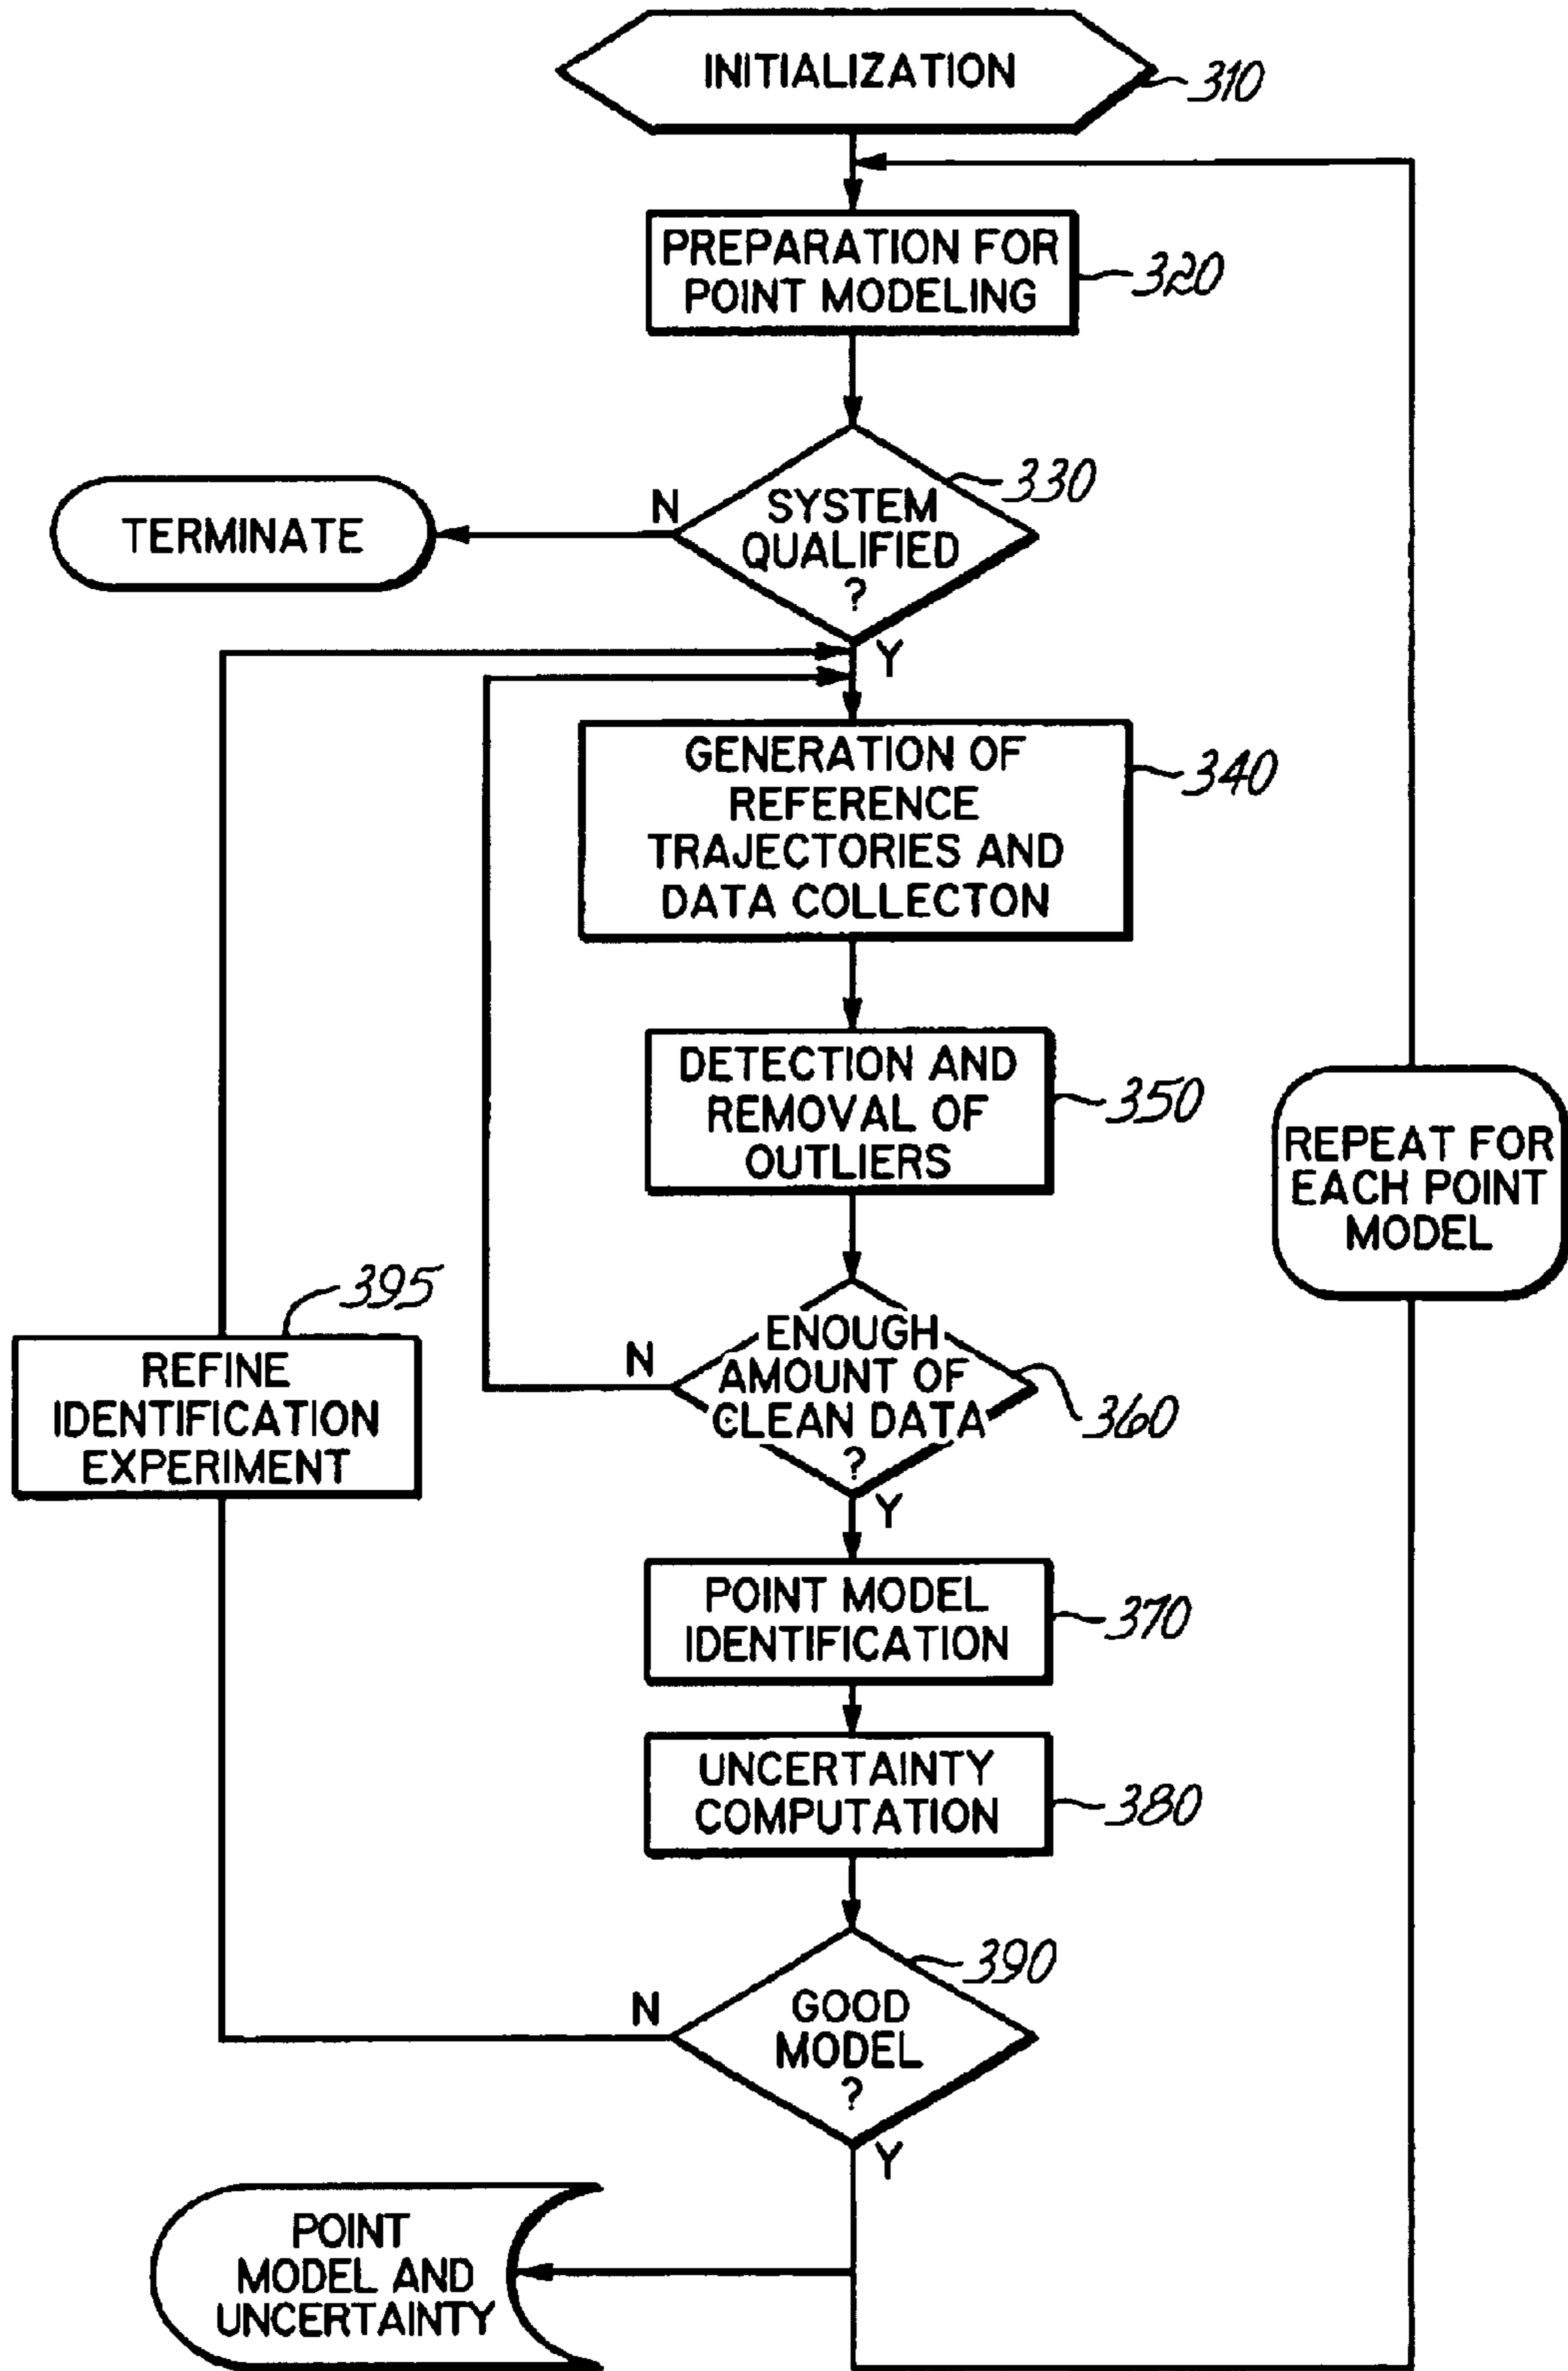 INITIALIZATION
310
PREPARATION FOR
POINT MODELING
320
330
SYSTEM
QUALIFIED
?
N
TERMINATE
Y
GENERATION OF
REFERENCE
TRAJECTORIES AND
DATA COLLECTON
340
DETECTION AND
REMOVAL OF
OUTLIERS
350
REPEAT FOR
EACH POINT
MODEL
395
REFINE
IDENTIFICATION
EXPERIMENT
N
ENOUGH
AMOUNT OF
CLEAN DATA
?
360
Y
POINT MODEL
IDENTIFICATION
370
UNCERTAINTY
COMPUTATION
380
390
N
GOOD
MODEL
?
Y
POINT
MODEL AND
UNCERTAINTY